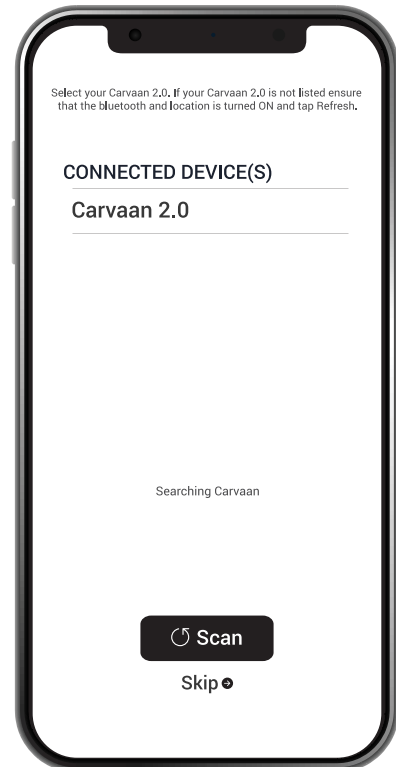 Select your Carvaan 2.0. If your Carvaan 2.0 is not listed ensure
that the bluetooth and location is turned ON and tap Refresh.
CONNECTED DEVICE(S)
Carvaan 2.0
Searching Carvaan
Scan
Skip